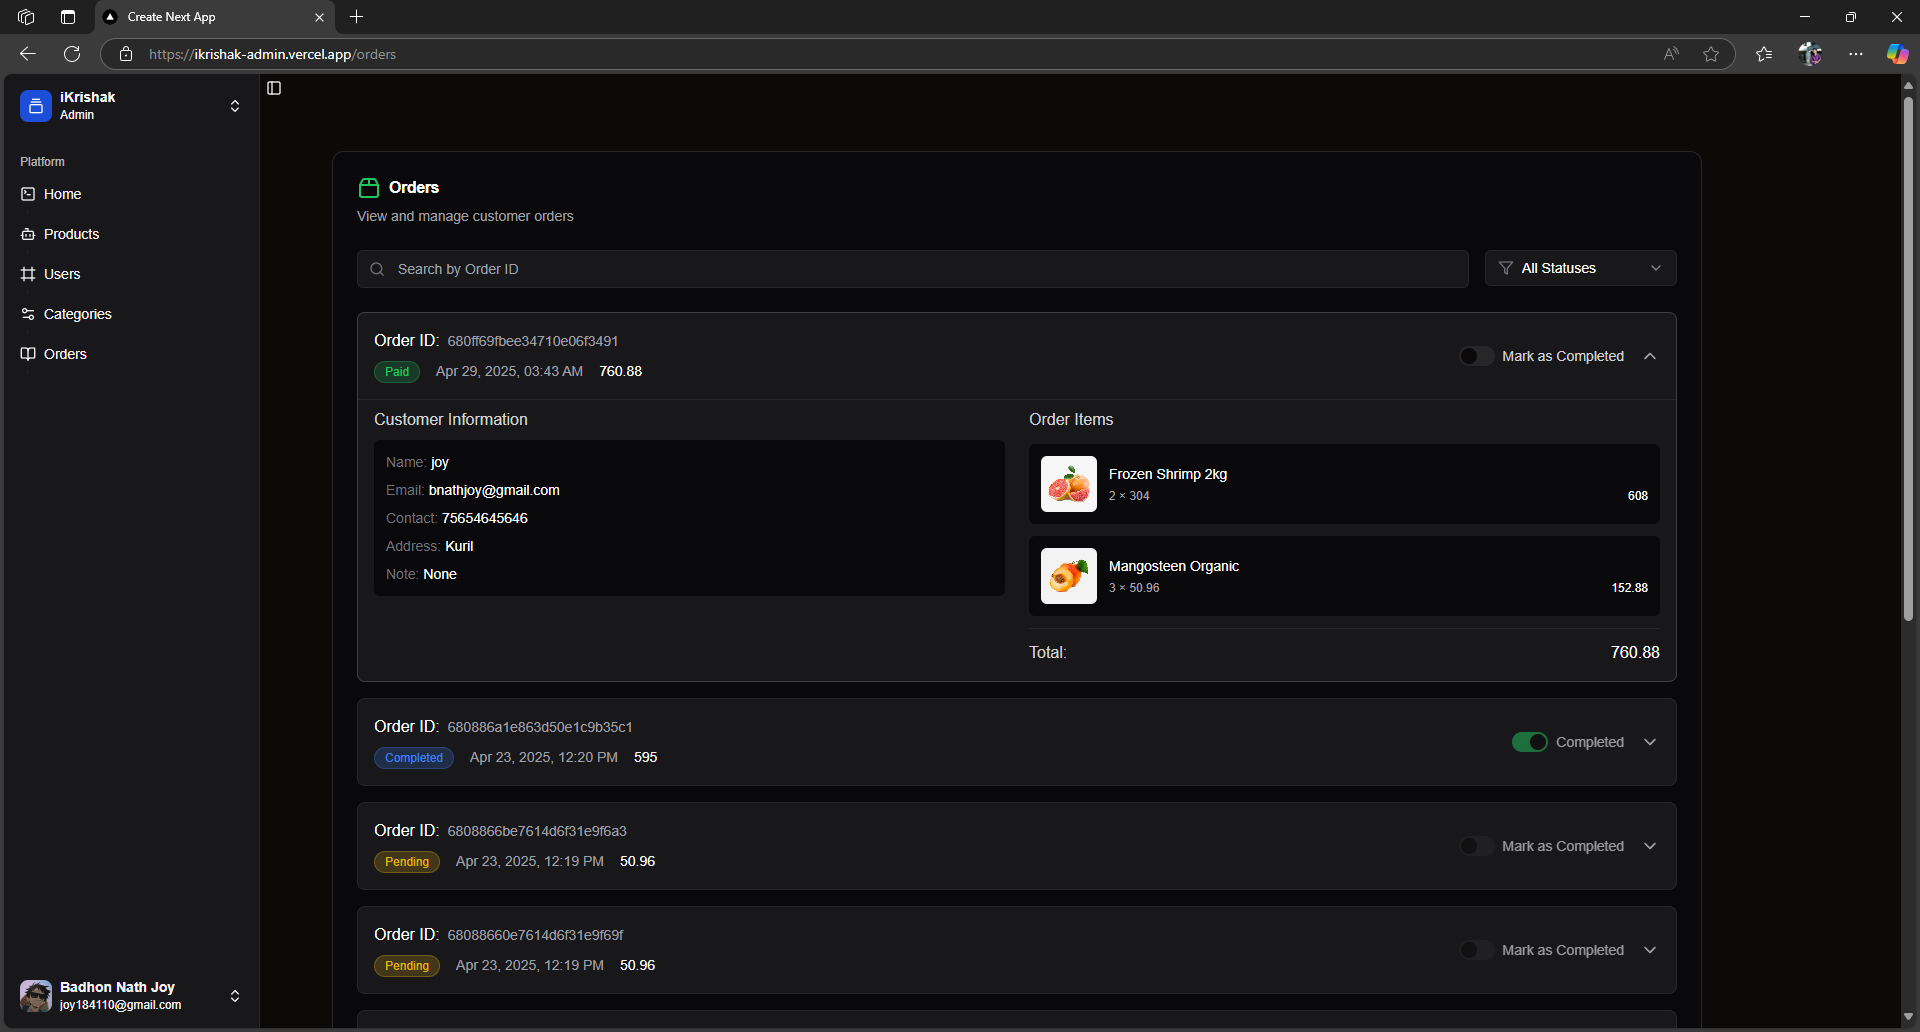 Create Next App
https://ikrishak-admin.vercel.app/orders
iKrishak
Admin
Platform
Home
Products
Users
Categories
Orders
Badhon Nath Joy
joy184110@gmail.com
Orders
View and manage customer orders
Search by Order ID
All Statuses
Order ID: 680ff69fbee34710e06f3491
Paid Apr 29, 2025, 03:43 AM 760.88
Mark as Completed
Customer Information
Name: joy
Email: bnathjoy@gmail.com
Contact: 75654645646
Address: Kuril
Note: None
Order Items
Frozen Shrimp 2kg
2 × 304 608
Mangosteen Organic
3 × 50.96 152.88
Total: 760.88
Order ID: 680886a1e863d50e1c9b35c1
Completed Apr 23, 2025, 12:20 PM 595
Completed
Order ID: 6808866be7614d6f31e9f6a3
Pending Apr 23, 2025, 12:19 PM 50.96
Mark as Completed
Order ID: 68088660e7614d6f31e9f69f
Pending Apr 23, 2025, 12:19 PM 50.96
Mark as Completed